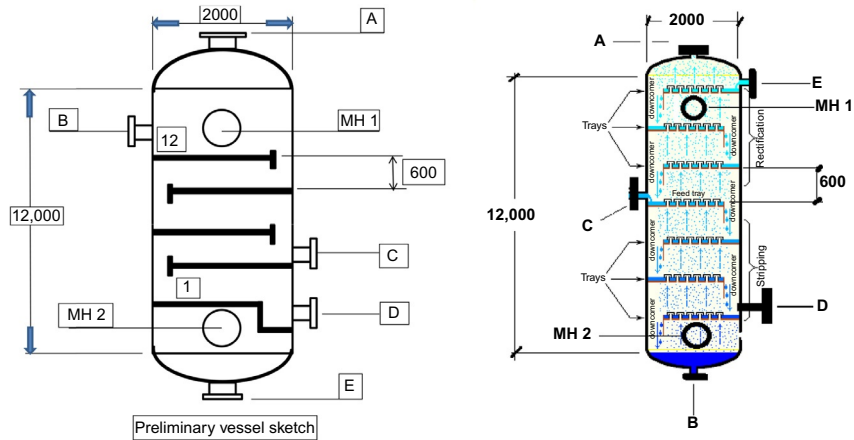 2000
A
B
12
MH 1
600
12,000
C
1
MH 2
D
E
Preliminary vessel sketch
2000
A
E
downcomer
MH 1
Trays
downcomer
Rectification
downcomer
downcomer
600
Feed tray
12,000
C
downcomer
downcomer
Trays
downcomer
Stripping
D
downcomer
MH 2
B